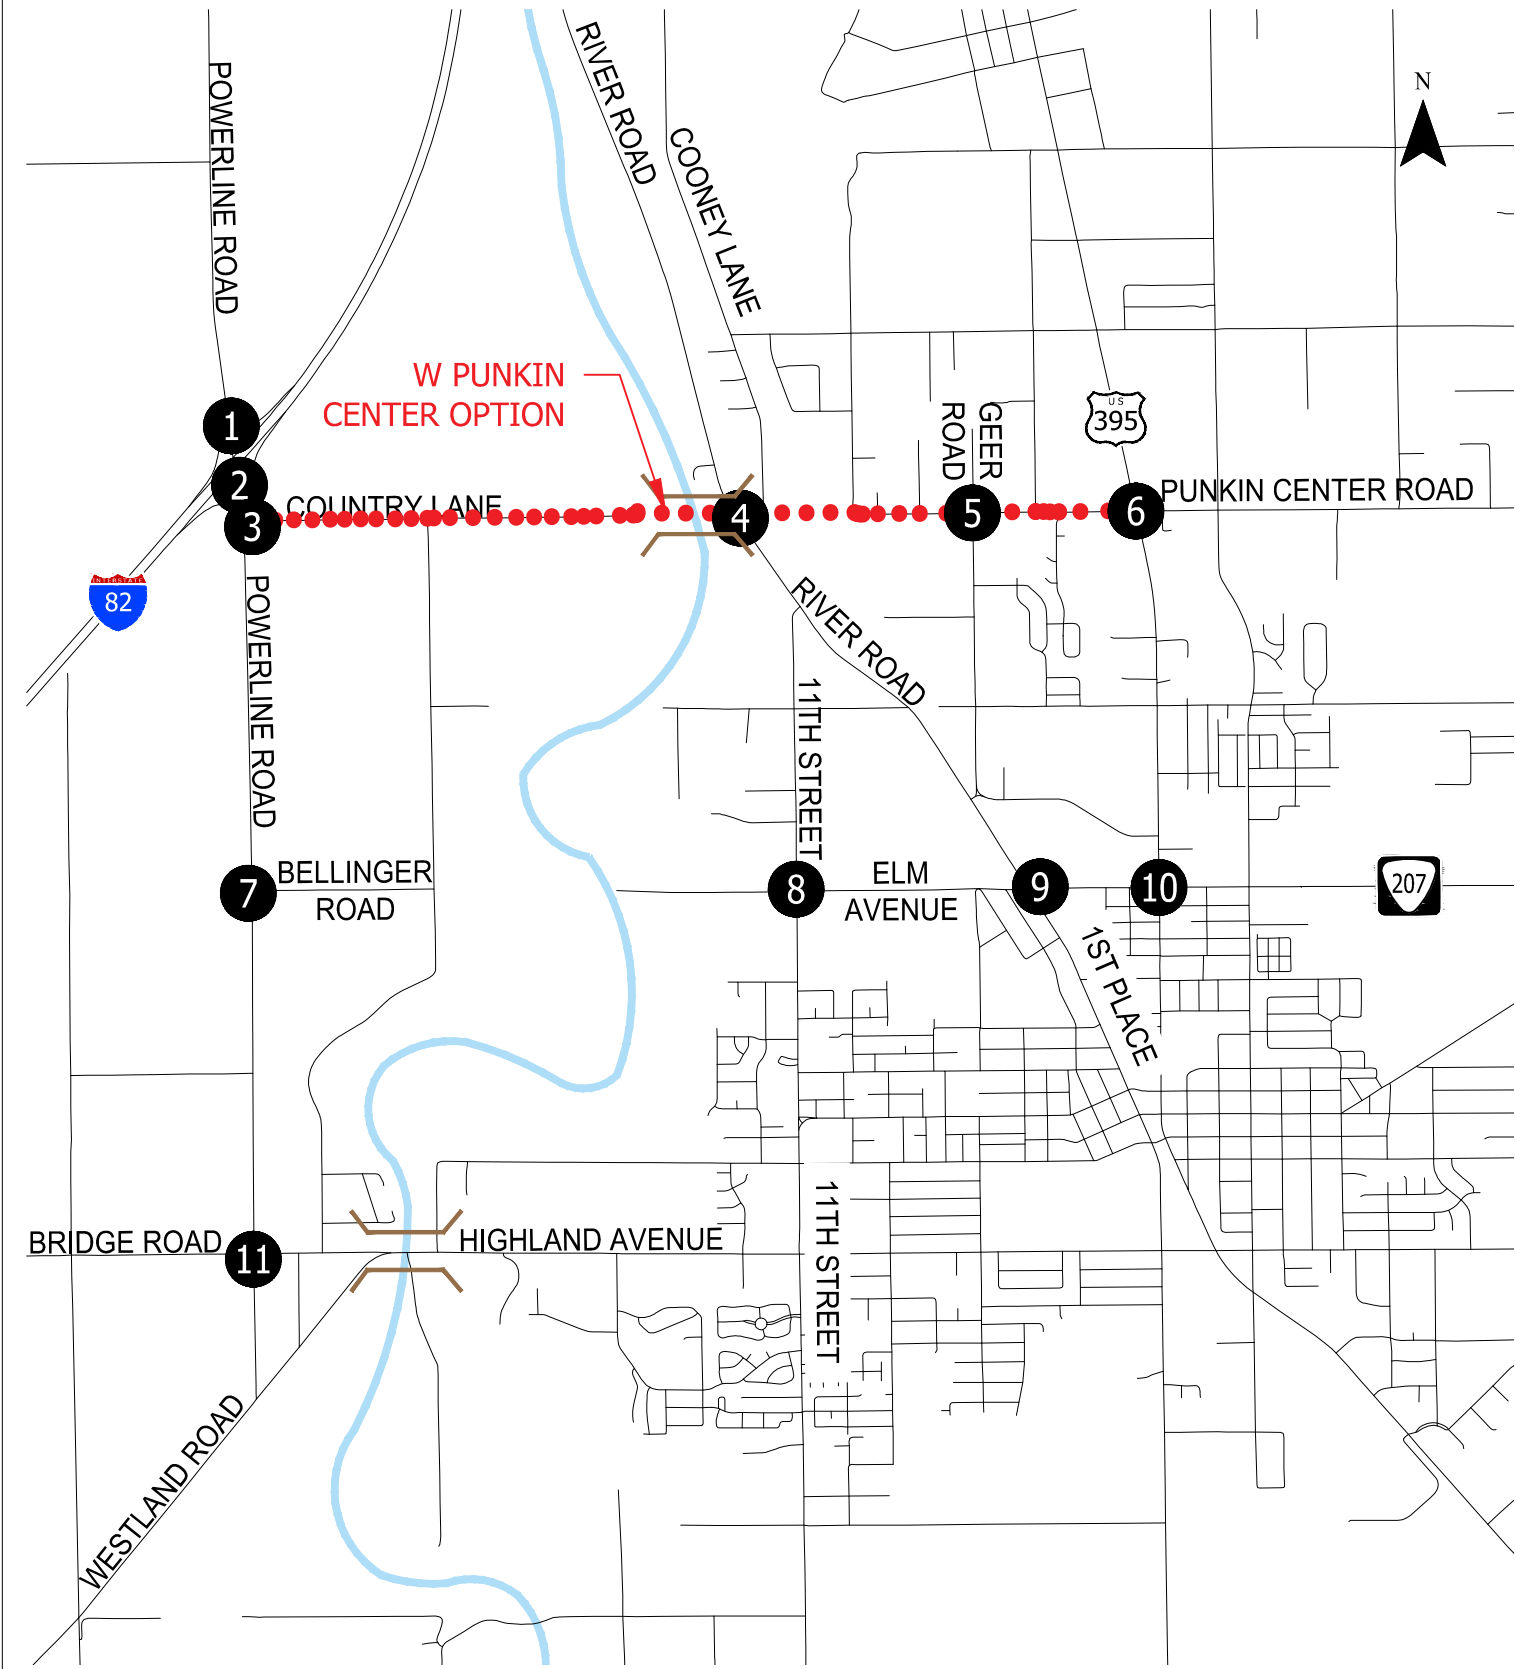 RIVER ROAD
POWERLINE ROAD
N
COONEY LANE
W PUNKIN
CENTER OPTION
US
395
GEER
ROAD
1
2
COUNTRY LANE
PUNKIN CENTER ROAD
3
4
5
6
INTERSTATE
82
POWERLINE ROAD
RIVER ROAD
11TH STREET
7
BELLINGER
ROAD
8
ELM
AVENUE
9
10
207
1ST PLACE
11TH STREET
BRIDGE ROAD
11
HIGHLAND AVENUE
WESTLAND ROAD